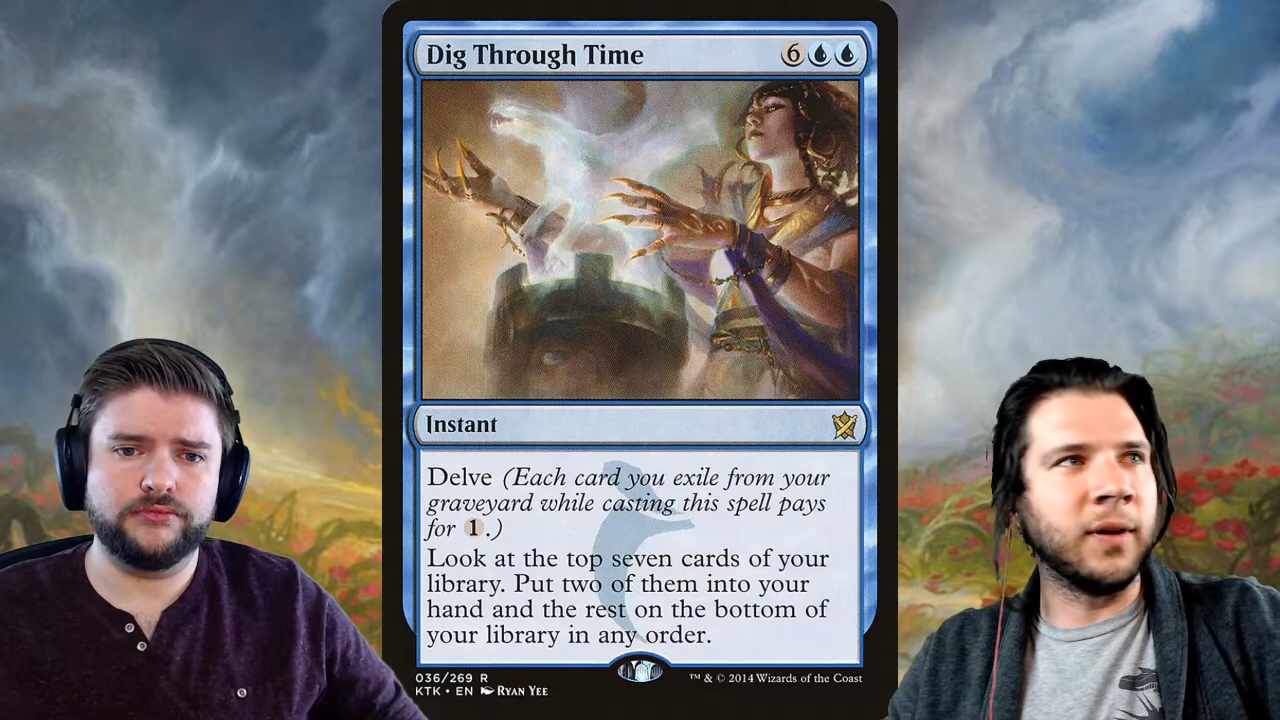 Dig Through Time 6
Instant
Delve (Each card you exile from your
graveyard while casting this spell pays
for 1.)
Look at the top seven cards of your
library. Put two of them into your
hand and the rest on the bottom of
your library in any order.
036/269 R
KTK • EN Ryan Yee
™ & © 2014 Wizards of the Coast